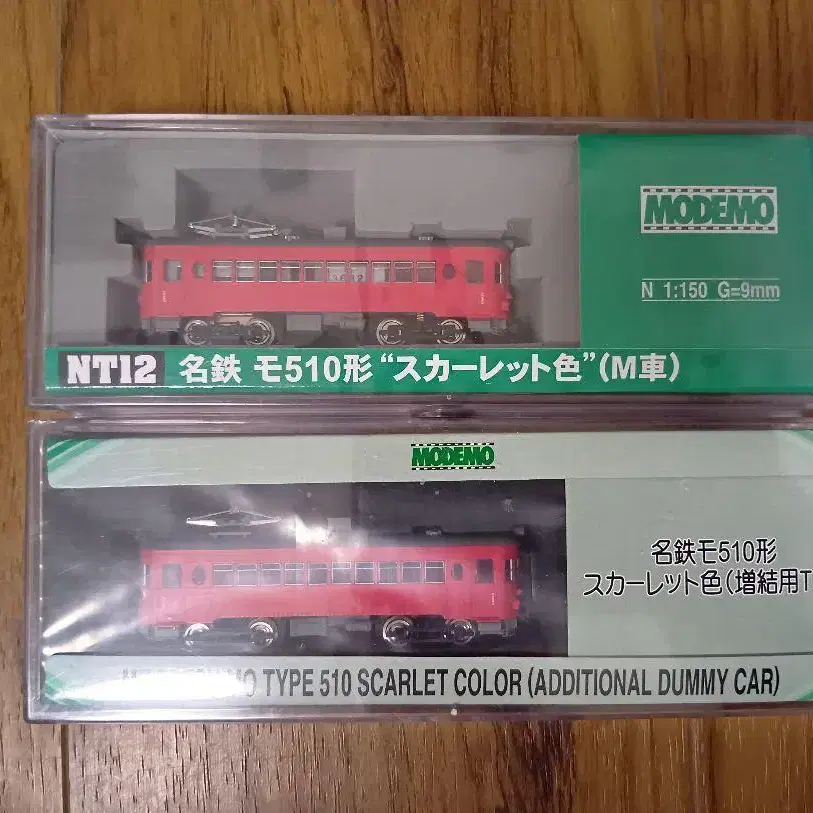 MODEMO
N 1:150 G=9mm
NT12 名鉄 モ510形 “スカーレット色”(M車)
MODEMO
名鉄モ510形
スカーレット色(増結用T
TYPE 510 SCARLET COLOR (ADDITIONAL DUMMY CAR)